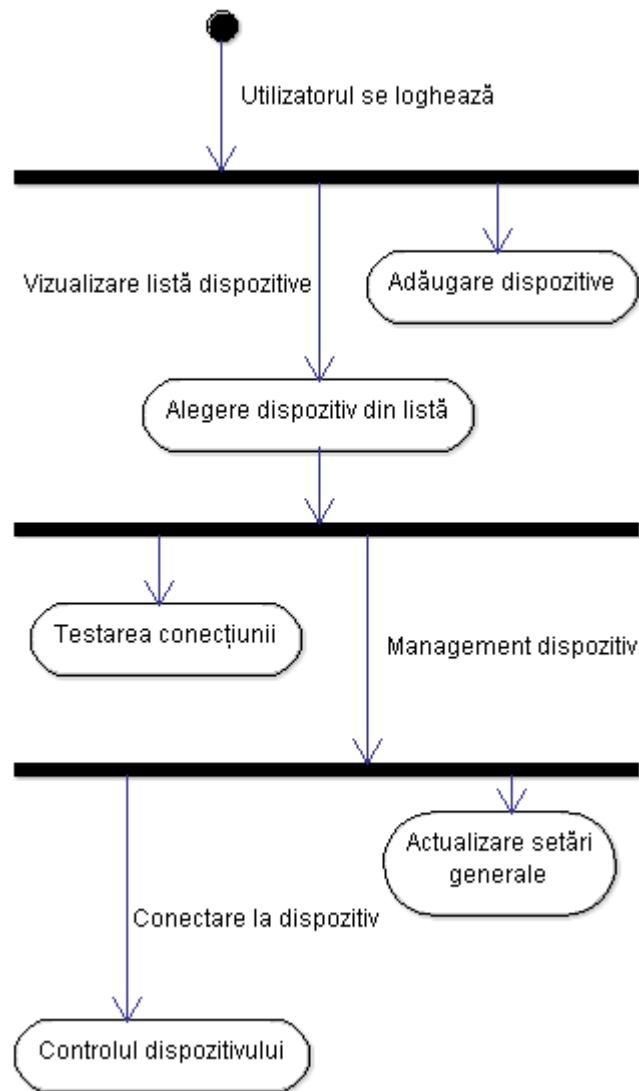 Utilizatorul se loghează
Vizualizare listă dispozitive
Adăugare dispozitive
Alegere dispozitiv din listă
Testarea conecțiunii
Management dispozitiv
Actualizare setări
generale
Conectare la dispozitiv
Controlul dispozitivului